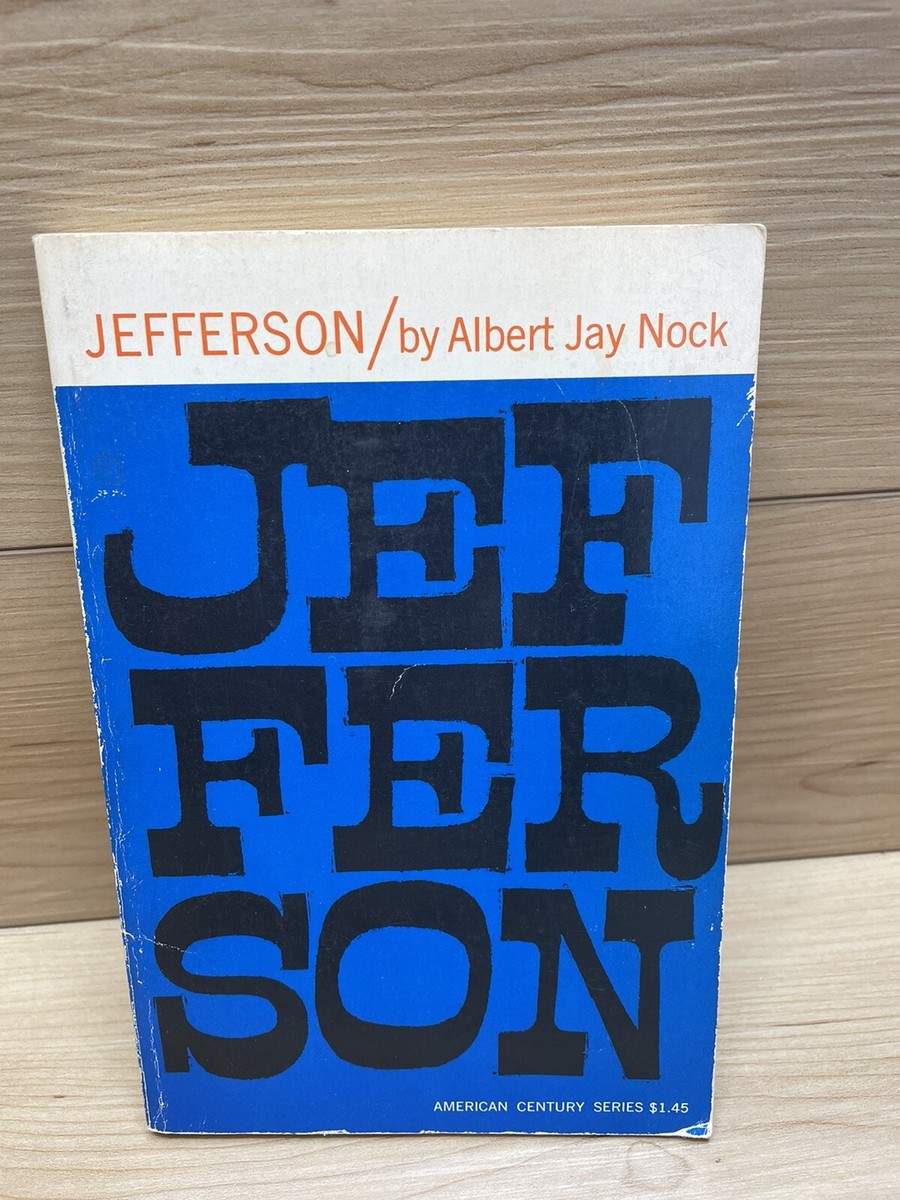 JEFFERSON/by Albert Jay Nock
JEF
FER
SON
AMERICAN CENTURY SERIES $1.45